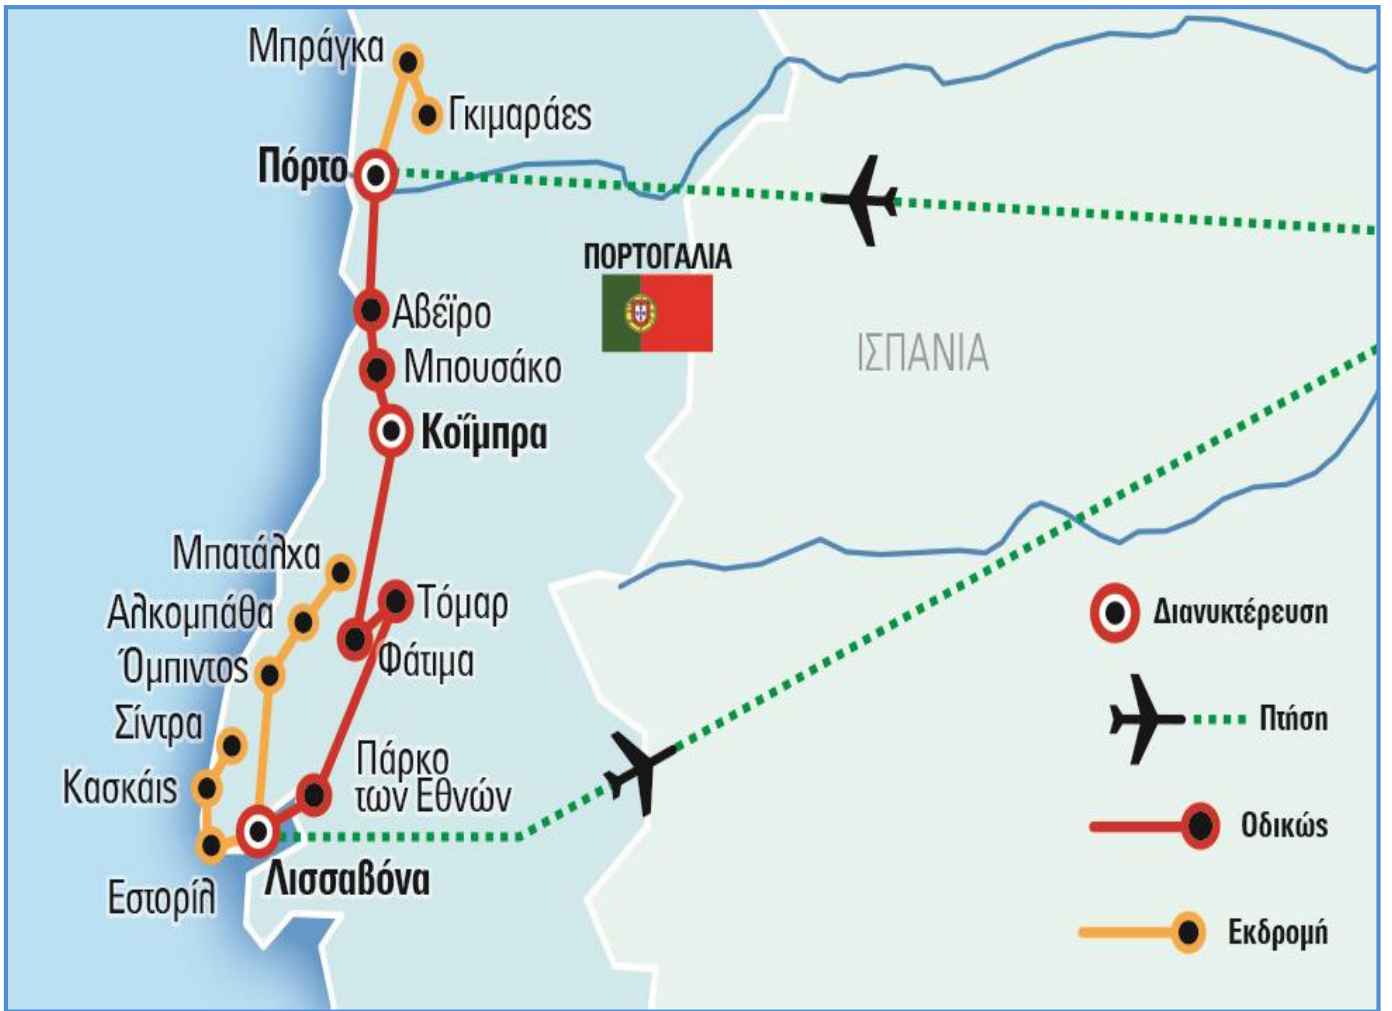 Μπράγκα
Γκιμαράες
Πόρτο
ΠΟΡΤΟΓΑΛΙΑ
Αβέϊρο
ΙΣΠΑΝΙΑ
Μπουσάκο
Κοΐμπρα
Μπατάλχα
Αλκομπάθα
Τόμαρ
Διανυκτέρευση
Όμπιντος
Φάτιμα
Σίντρα
Πτήση
Κασκάις
Πάρκο
των Εθνών
Οδικώς
Λισσαβόνα
Εστορίλ
Εκδρομή